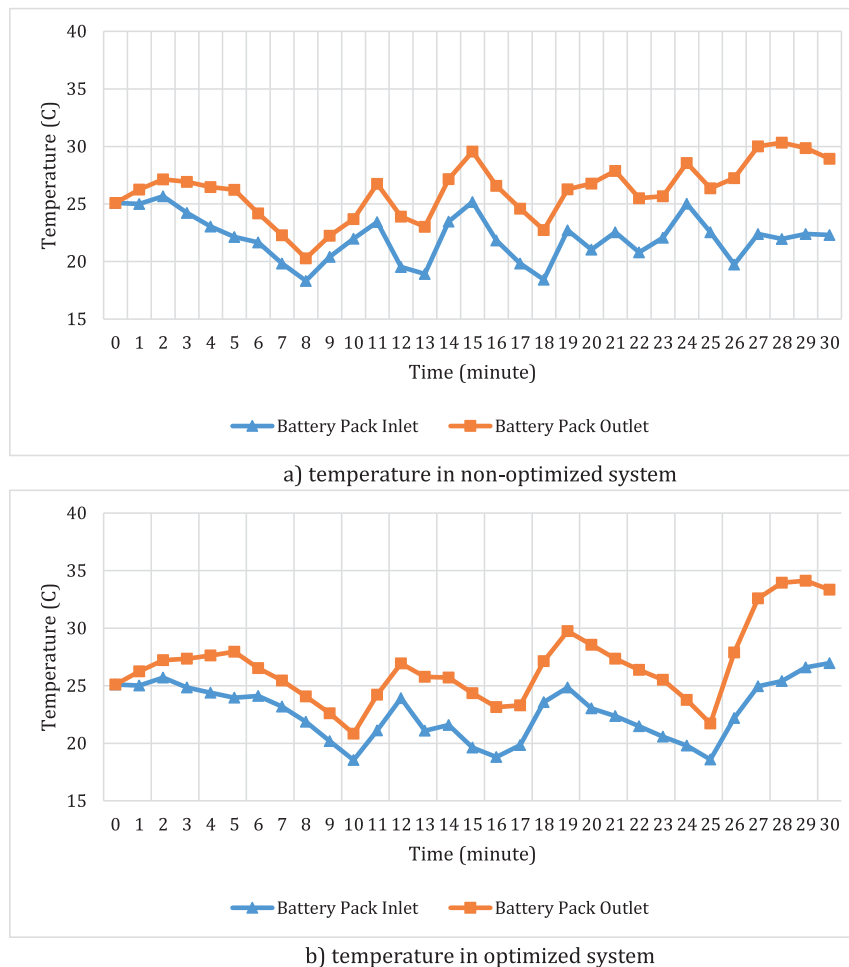 40
35
30
25
20
15
Temperature (C)
0 1 2 3 4 5 6 7 8 9 10 11 12 13 14 15 16 17 18 19 20 21 22 23 24 25 26 27 28 29 30
Time (minute)
Battery Pack Inlet Battery Pack Outlet
a) temperature in non-optimized system
40
35
30
25
20
15
Temperature (C)
0 1 2 3 4 5 6 7 8 9 10 11 12 13 14 15 16 17 18 19 20 21 22 23 24 25 26 27 28 29 30
Time (minute)
Battery Pack Inlet Battery Pack Outlet
b) temperature in optimized system